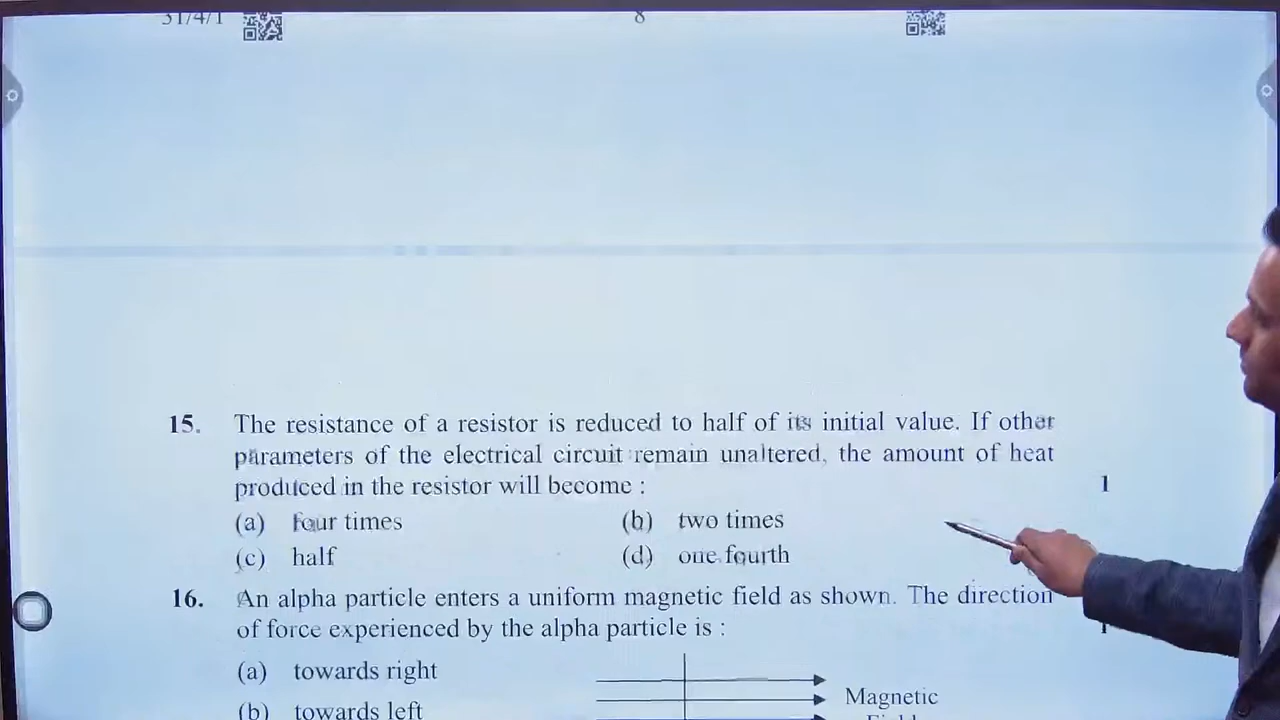 31/4/1 8
15. The resistance of a resistor is reduced to half of its initial value. If other
parameters of the electrical circuit remain unaltered, the amount of heat
produced in the resistor will become : 1
(a) four times (b) two times
(c) half (d) one fourth
16. An alpha particle enters a uniform magnetic field as shown. The direction
of force experienced by the alpha particle is : 1
(a) towards right
Magnetic
(b) towards left
Field